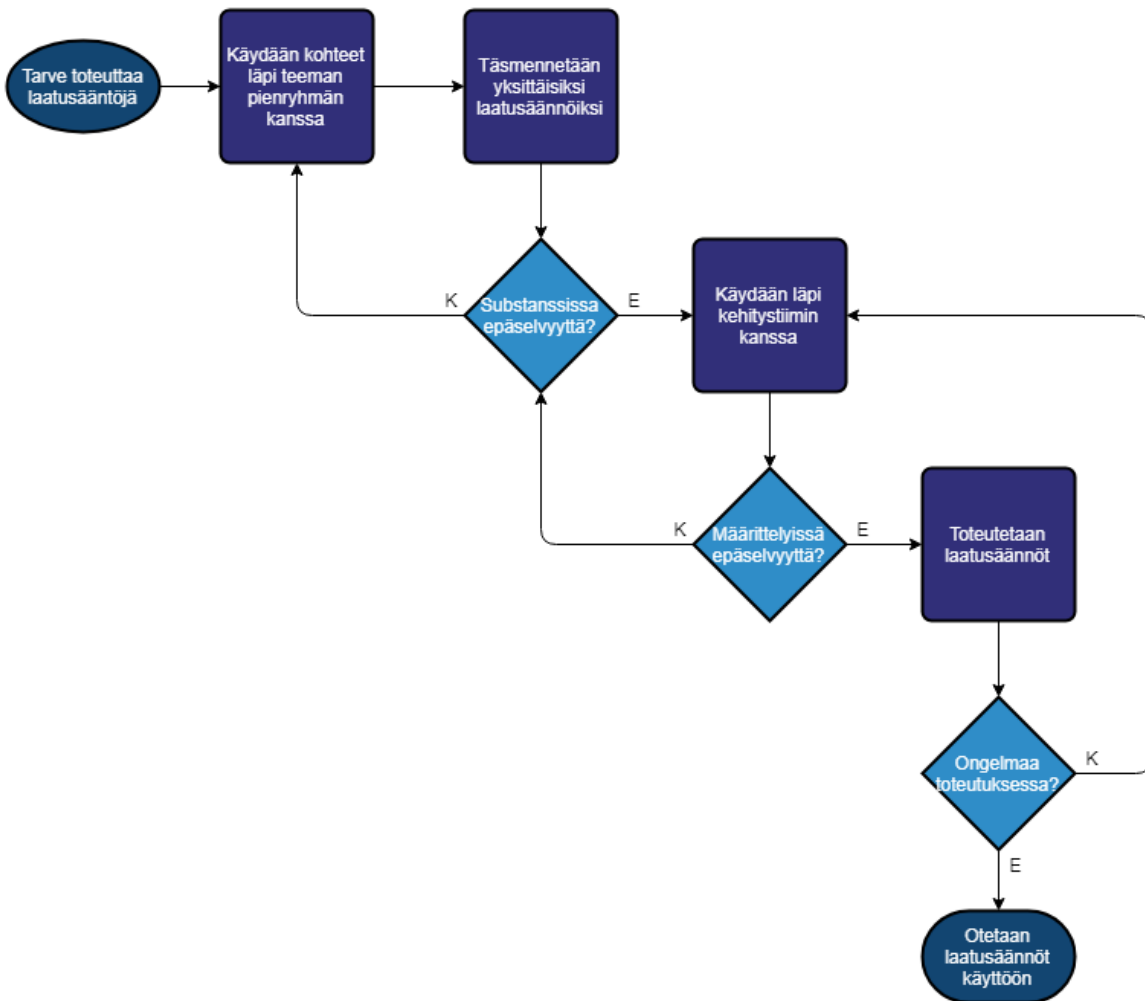 Tarve toteuttaa
laatusääntöjä
Käydään kohteet
läpi teeman
pienryhmän
kanssa
Täsmennetään
yksittäisiksi
laatusäännöiksi
K
Substanssissa
epäselvyyttä?
E
Käydään läpi
kehitystiimin
kanssa
K
Määrittelyissä
epäselvyyttä?
E
Toteutetaan
laatusäännöt
Ongelmaa
toteutuksessa?
K
E
Otetaan
laatusäännöt
käyttöön